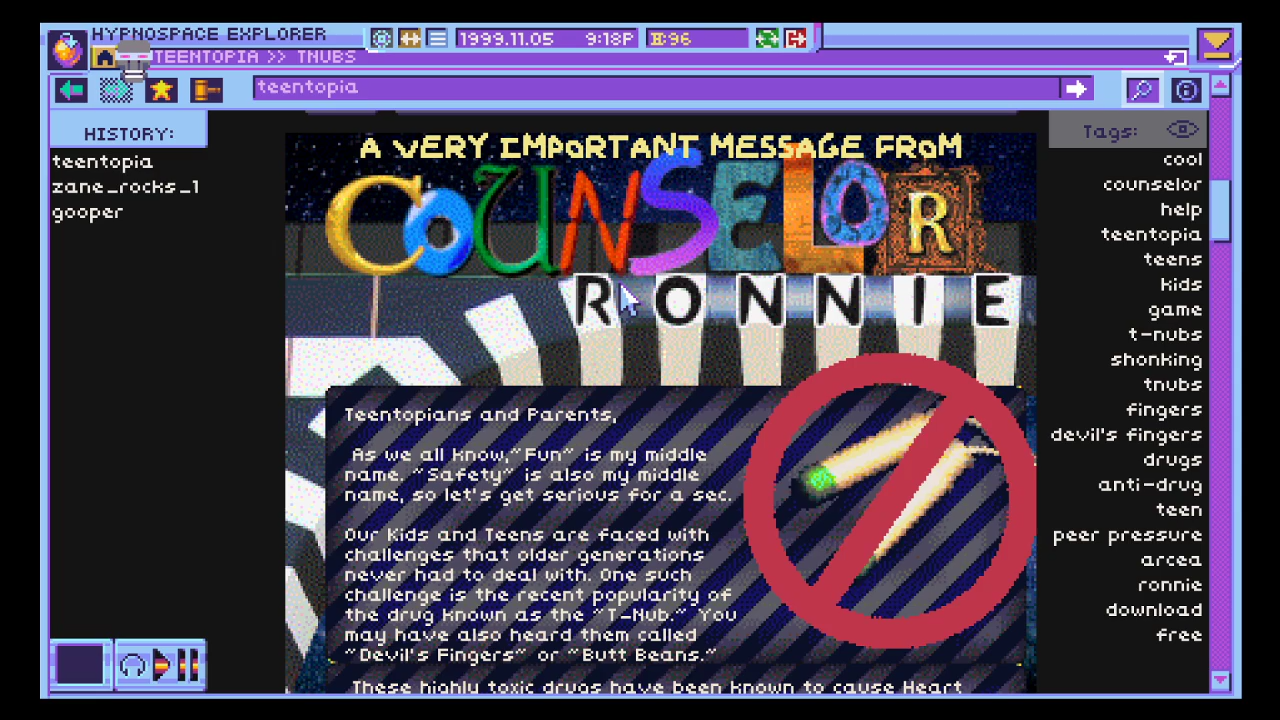 HYPNOSPACE EXPLORER
1999.11.05 9:18P
:96
TEENTOPIA >> TNUBS
teentopia
HISTORY:
teentopia
zane_rocks_1
gooper
A VERY IMPORTANT MESSAGE FROM
COUNSELOR
RONNIE
Teentopians and Parents,
As we all know,"Fun" is my middle
name. "Safety" is also my middle
name, so let's get serious for a sec.
Our Kids and Teens are faced with
challenges that older generations
never had to deal with. One such
challenge is the recent popularity of
the drug known as the "T-Nub." You
may have also heard them called
"Devil's Fingers" or "Butt Beans."
These highly toxic drugs have been known to cause Heart
Tags:
cool
counselor
help
teentopia
teens
kids
game
t-nubs
shonking
tnubs
fingers
devil's fingers
drugs
anti-drug
teen
peer pressure
arcea
ronnie
download
free